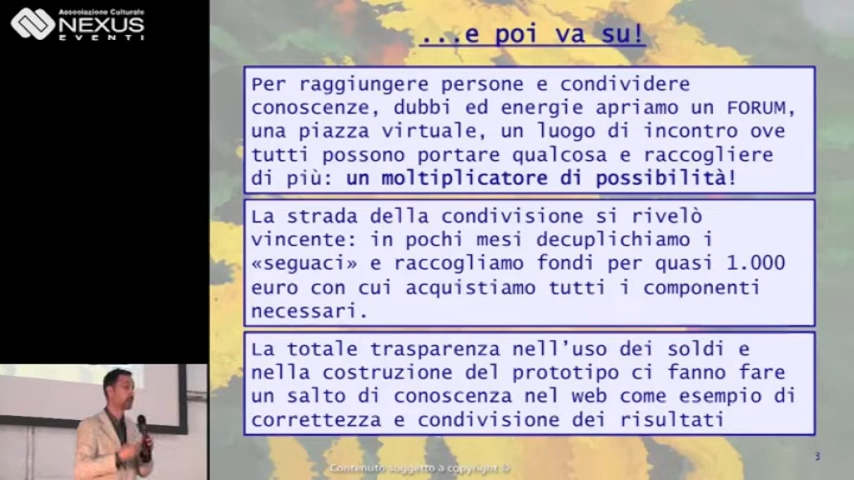 Associazione Culturale
NEXUS
EVENTI
...e poi va su!
Per raggiungere persone e condividere
conoscenze, dubbi ed energie apriamo un FORUM,
una piazza virtuale, un luogo di incontro ove
tutti possono portare qualcosa e raccogliere
di più: un moltiplicatore di possibilità!
La strada della condivisione si rivelò
vincente: in pochi mesi decuplichiamo i
«seguaci» e raccogliamo fondi per quasi 1.000
euro con cui acquistiamo tutti i componenti
necessari.
La totale trasparenza nell'uso dei soldi e
nella costruzione del prototipo ci fanno fare
un salto di conoscenza nel web come esempio di
correttezza e condivisione dei risultati
3
Contenuto soggetto a copyright ©